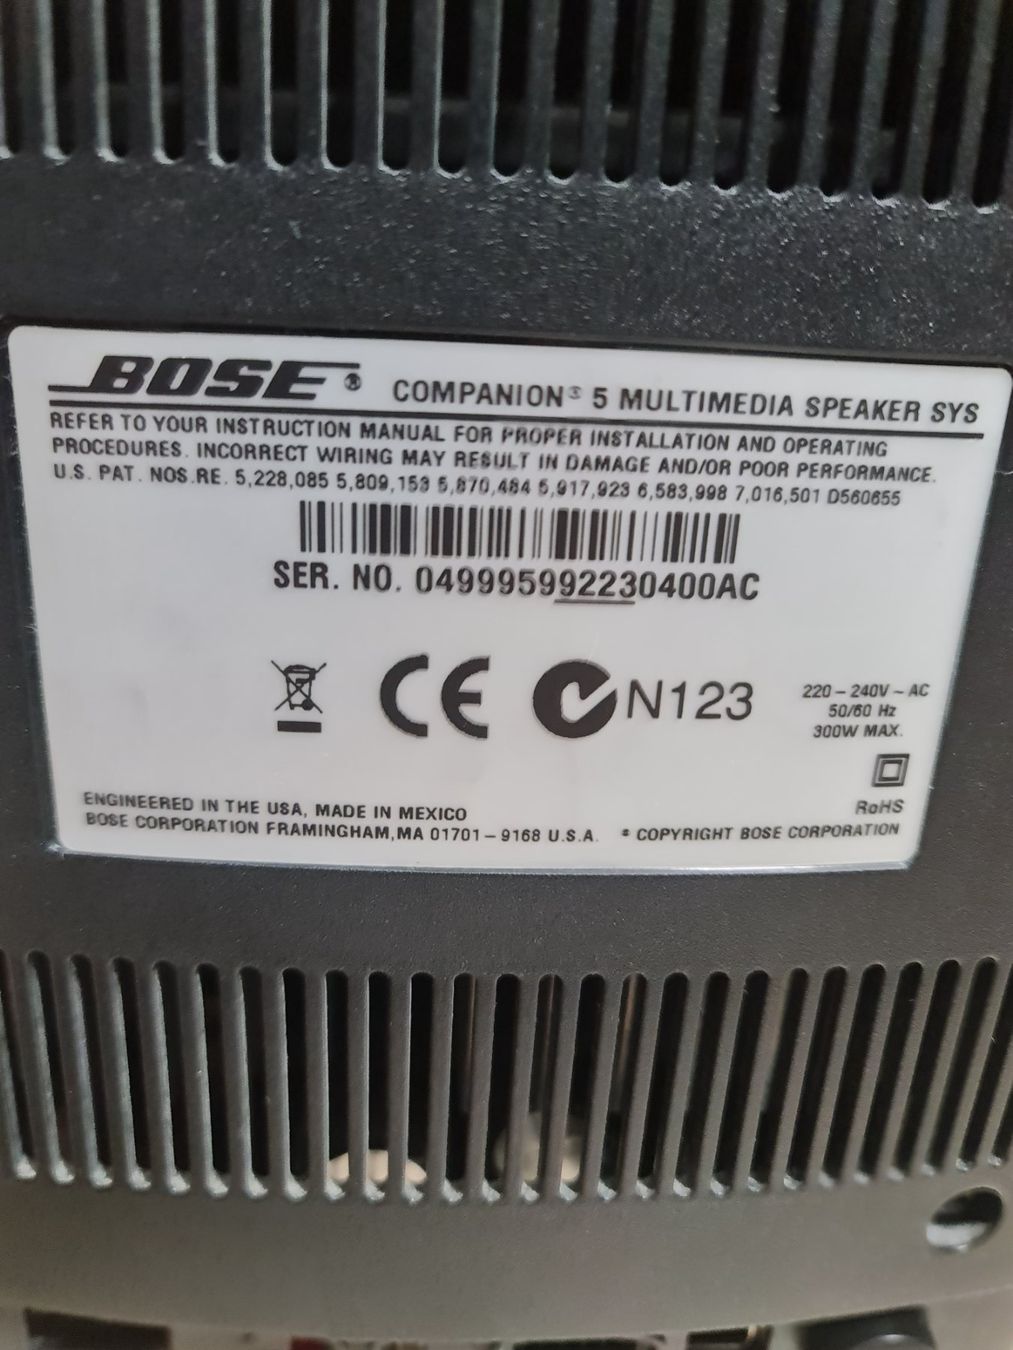 BOSE® COMPANION® 5 MULTIMEDIA SPEAKER SYS
REFER TO YOUR INSTRUCTION MANUAL FOR PROPER INSTALLATION AND OPERATING
PROCEDURES. INCORRECT WIRING MAY RESULT IN DAMAGE AND/OR POOR PERFORMANCE.
U.S. PAT. NOS.RE. 5,228,085 5,809,153 5,870,484 5,917,923 6,583,998 7,016,501 D560655
SER. NO. 049995992230400AC
CE N123
220 – 240V ~ AC
50/60 Hz
300W MAX.
RoHS
ENGINEERED IN THE USA, MADE IN MEXICO
BOSE CORPORATION FRAMINGHAM,MA 01701 – 9168 U.S.A. © COPYRIGHT BOSE CORPORATION